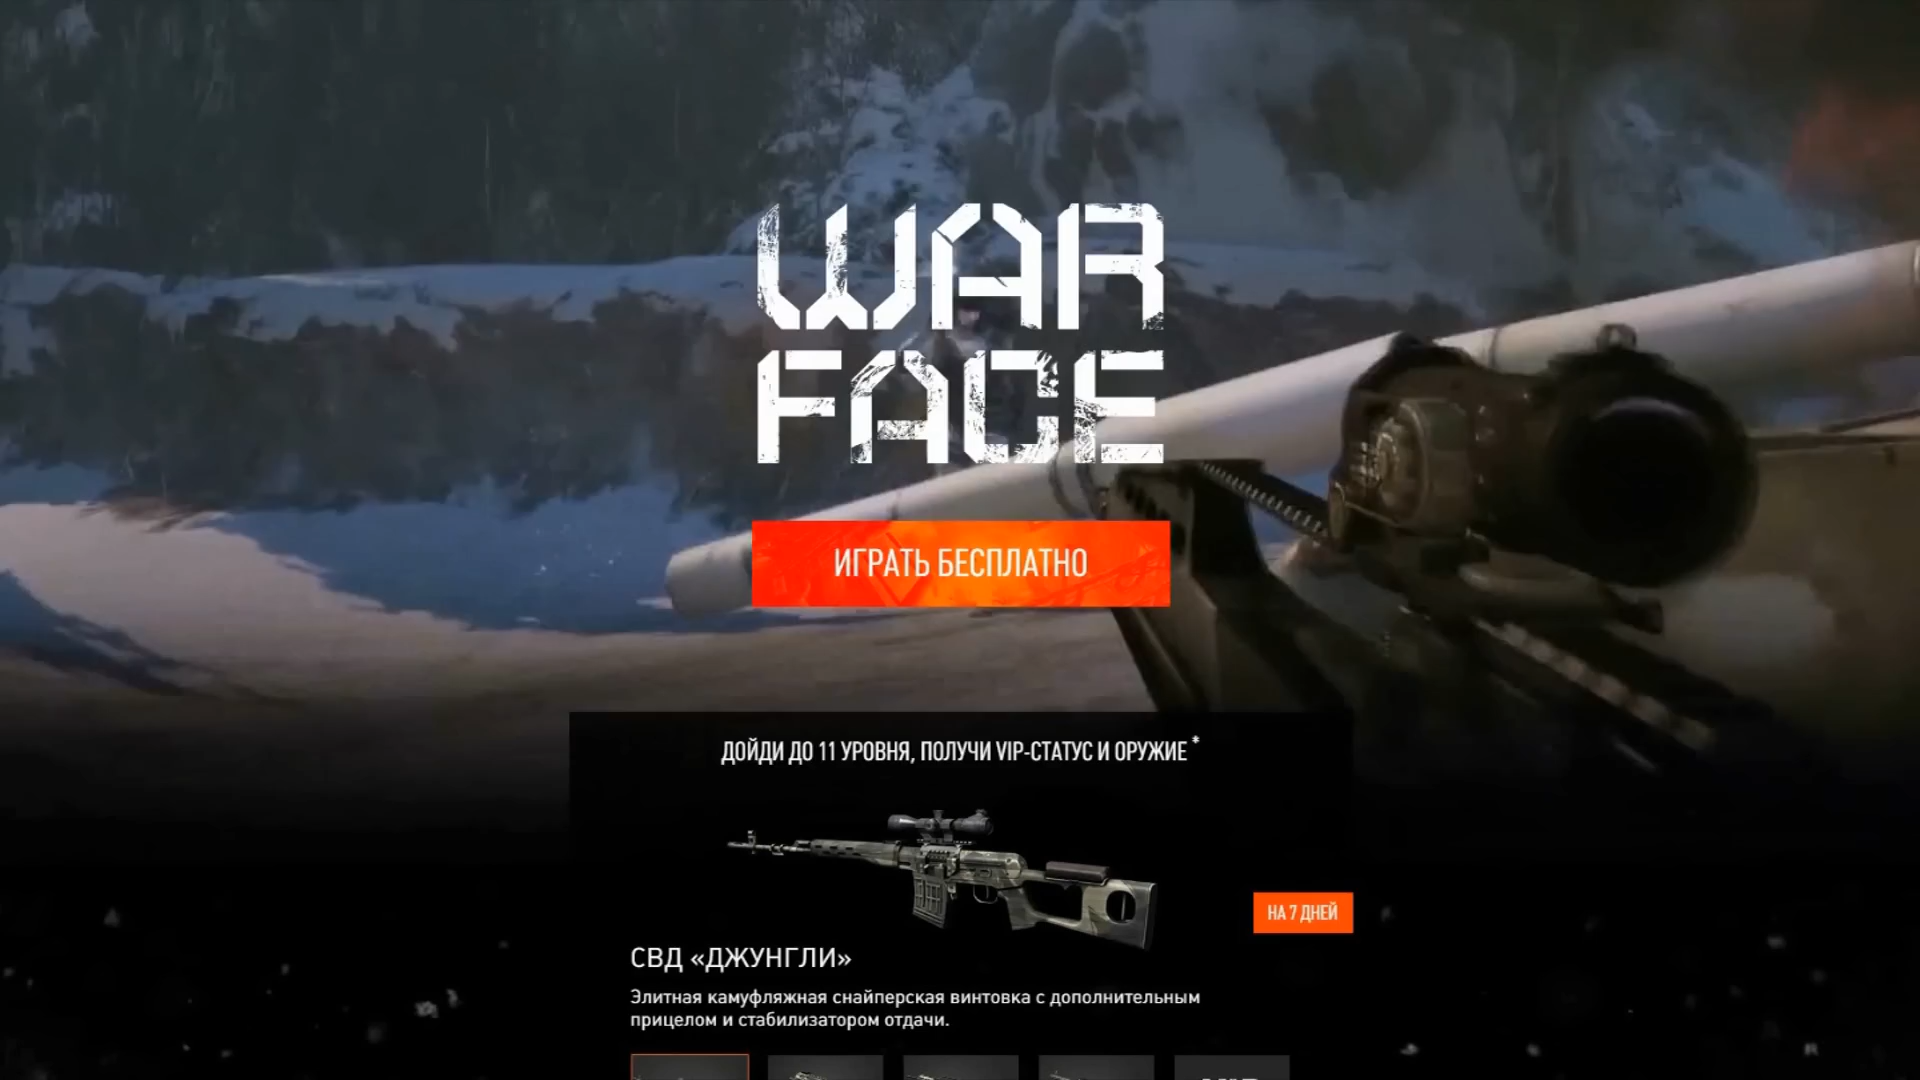 WAR
FACE
ИГРАТЬ БЕСПЛАТНО
ДОЙДИ ДО 11 УРОВНЯ, ПОЛУЧИ VIP-СТАТУС И ОРУЖИЕ*
НА 7 ДНЕЙ
СВД «ДЖУНГЛИ»
Элитная камуфляжная снайперская винтовка с дополнительным
прицелом и стабилизатором отдачи.